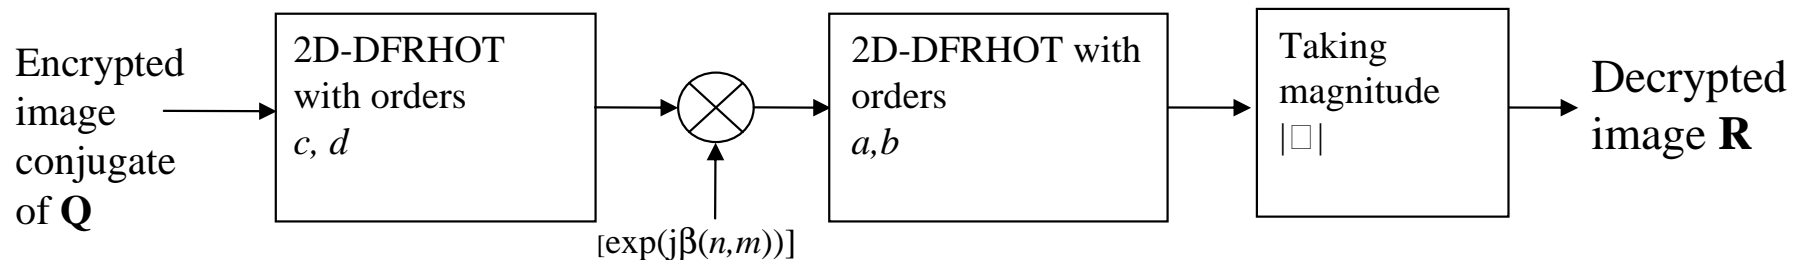 Encrypted
image
conjugate
of Q
2D-DFRHOT
with orders
c, d
[exp(jβ(n,m))]
2D-DFRHOT with
orders
a,b
Taking
magnitude
|□|
Decrypted
image R